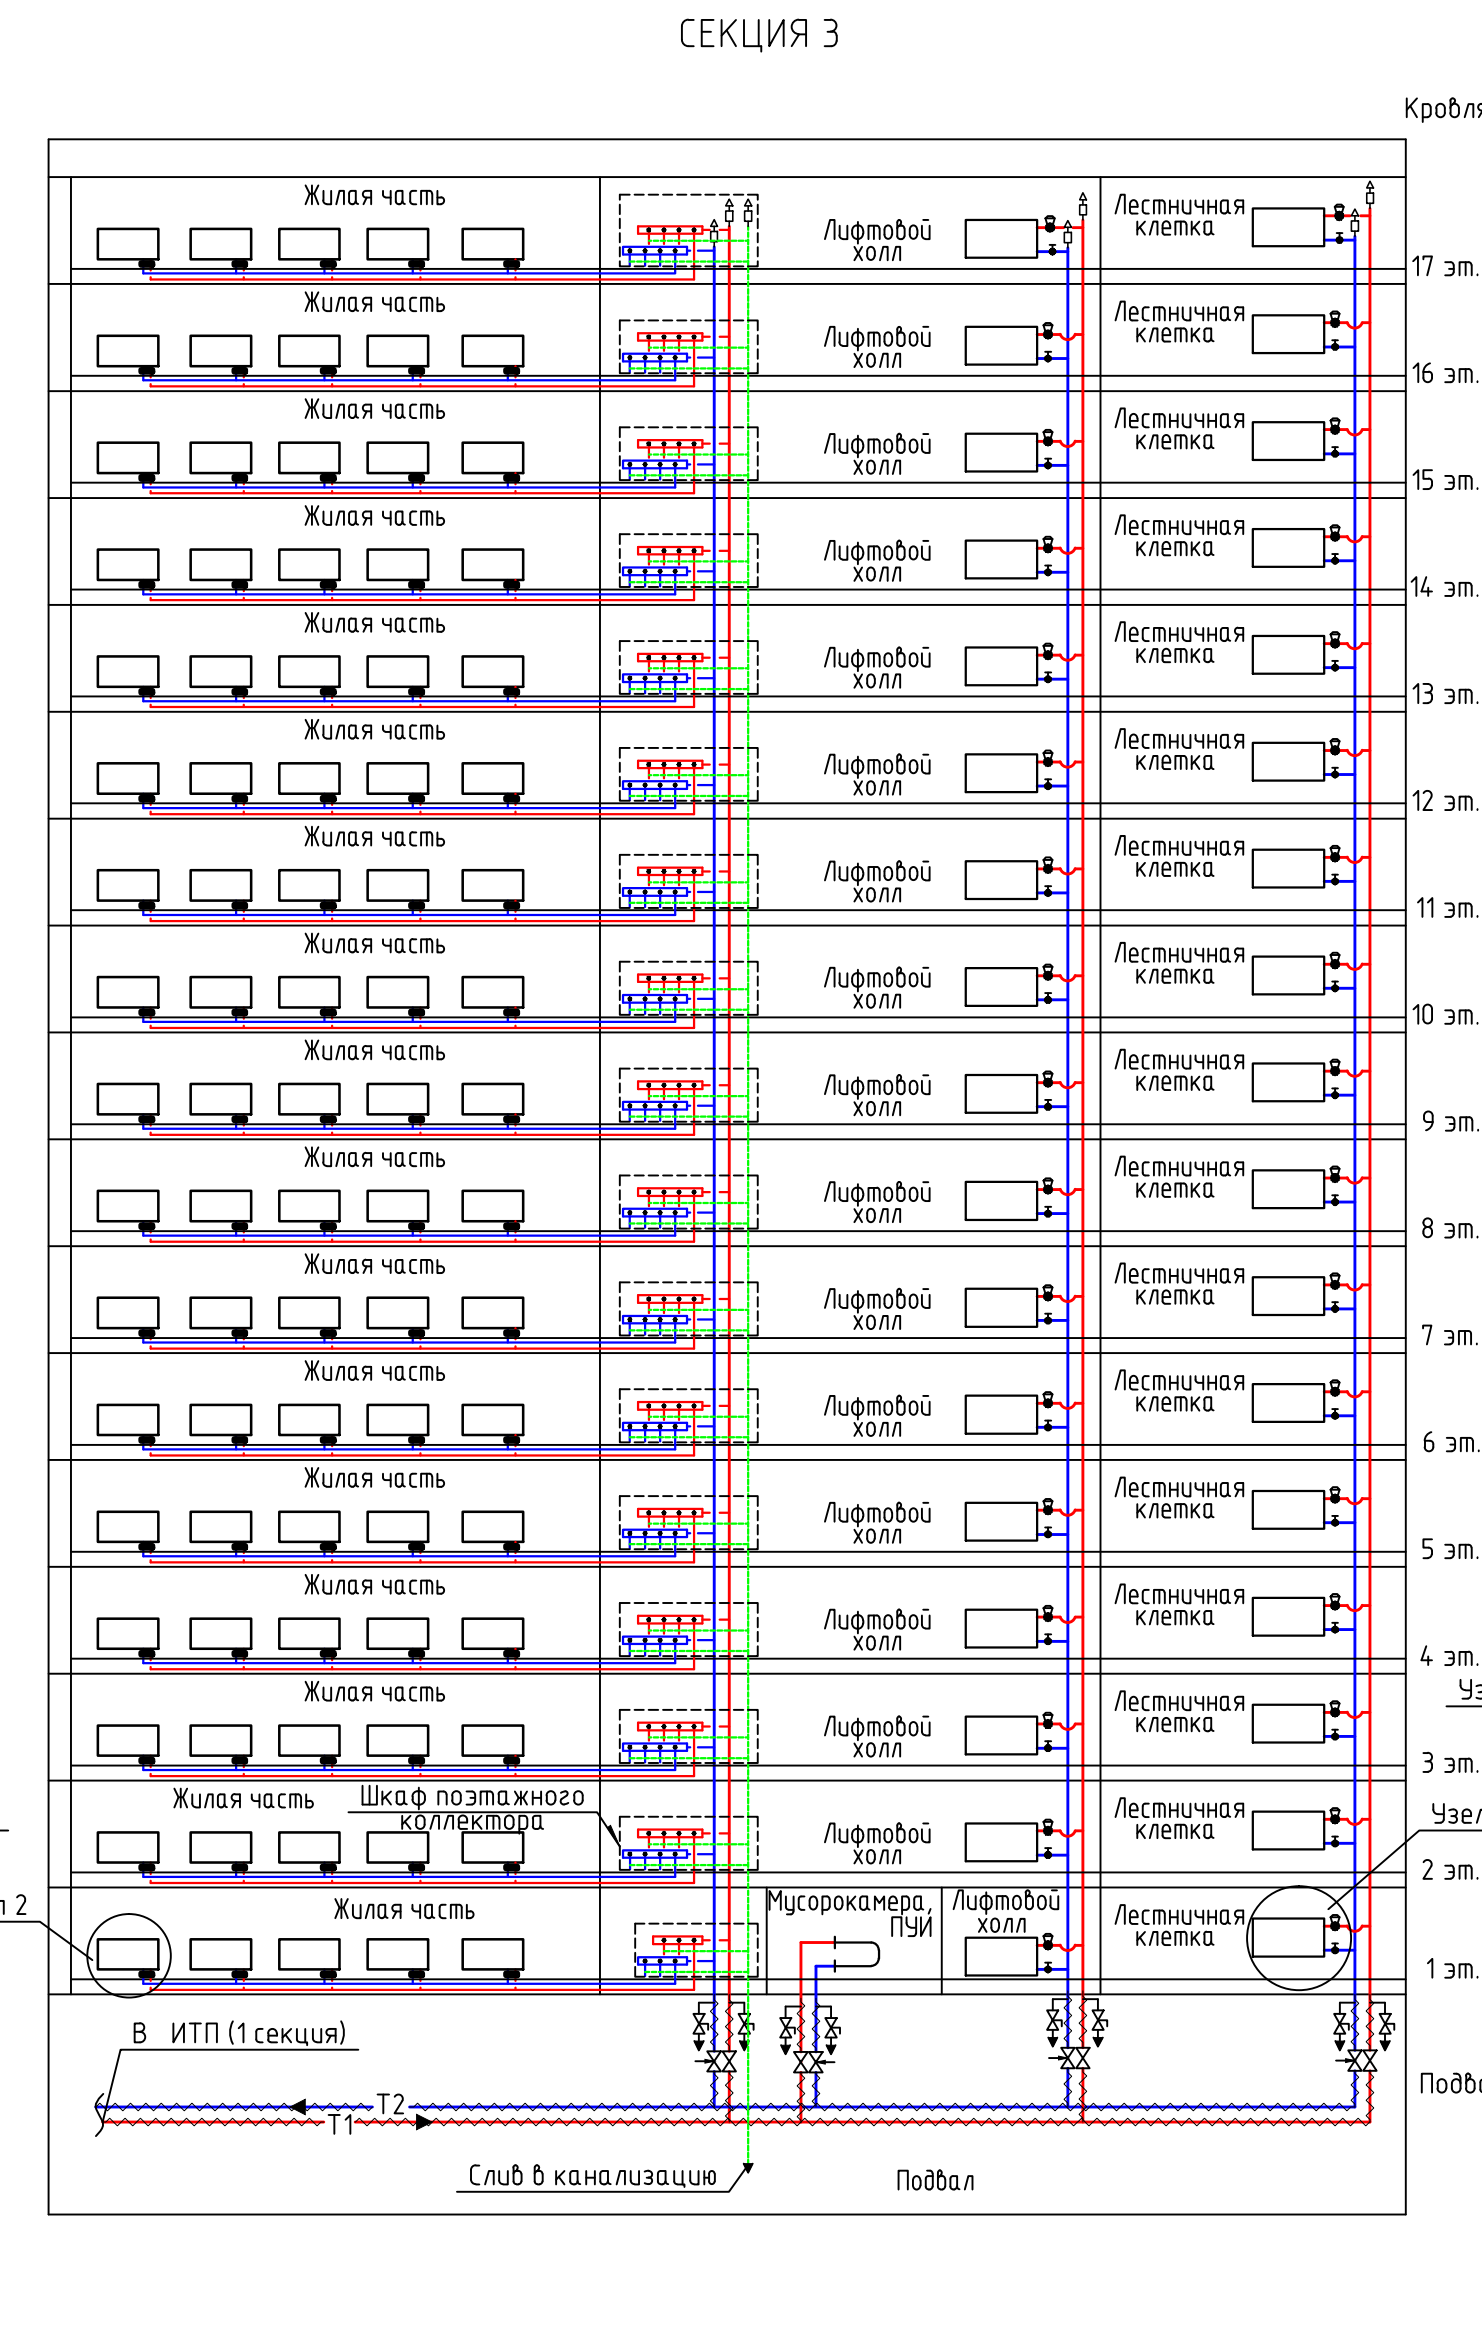 СЕКЦИЯ 3
Кровля
Жилая часть
Лифтовой
холл
Лестничная
клетка
17 эт.
Жилая часть
Лифтовой
холл
Лестничная
клетка
16 эт.
Жилая часть
Лифтовой
холл
Лестничная
клетка
15 эт.
Жилая часть
Лифтовой
холл
Лестничная
клетка
14 эт.
Жилая часть
Лифтовой
холл
Лестничная
клетка
13 эт.
Жилая часть
Лифтовой
холл
Лестничная
клетка
12 эт.
Жилая часть
Лифтовой
холл
Лестничная
клетка
11 эт.
Жилая часть
Лифтовой
холл
Лестничная
клетка
10 эт.
Жилая часть
Лифтовой
холл
Лестничная
клетка
9 эт.
Жилая часть
Лифтовой
холл
Лестничная
клетка
8 эт.
Жилая часть
Лифтовой
холл
Лестничная
клетка
7 эт.
Жилая часть
Лифтовой
холл
Лестничная
клетка
6 эт.
Жилая часть
Лифтовой
холл
Лестничная
клетка
5 эт.
Жилая часть
Лифтовой
холл
Лестничная
клетка
4 эт.
Жилая часть
Лифтовой
холл
Лестничная
клетка
3 эт.
Жилая часть
Шкаф поэтажного
коллектора
Лифтовой
холл
Лестничная
клетка
2 эт.
2
Жилая часть
Мусорокамера,
ПУИ
Лифтовой
холл
Лестничная
клетка
1 эт.
В ИТП (1 секция)
Т2
Т1
Слив в канализацию
Подвал